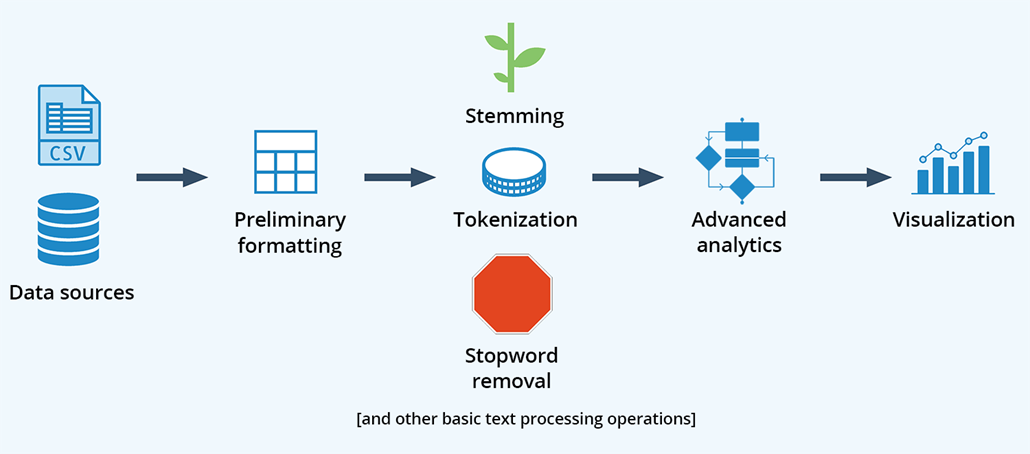 CSV
Data sources
Preliminary
formatting
Stemming
Tokenization
Stopword
removal
[and other basic text processing operations]
Advanced
analytics
Visualization